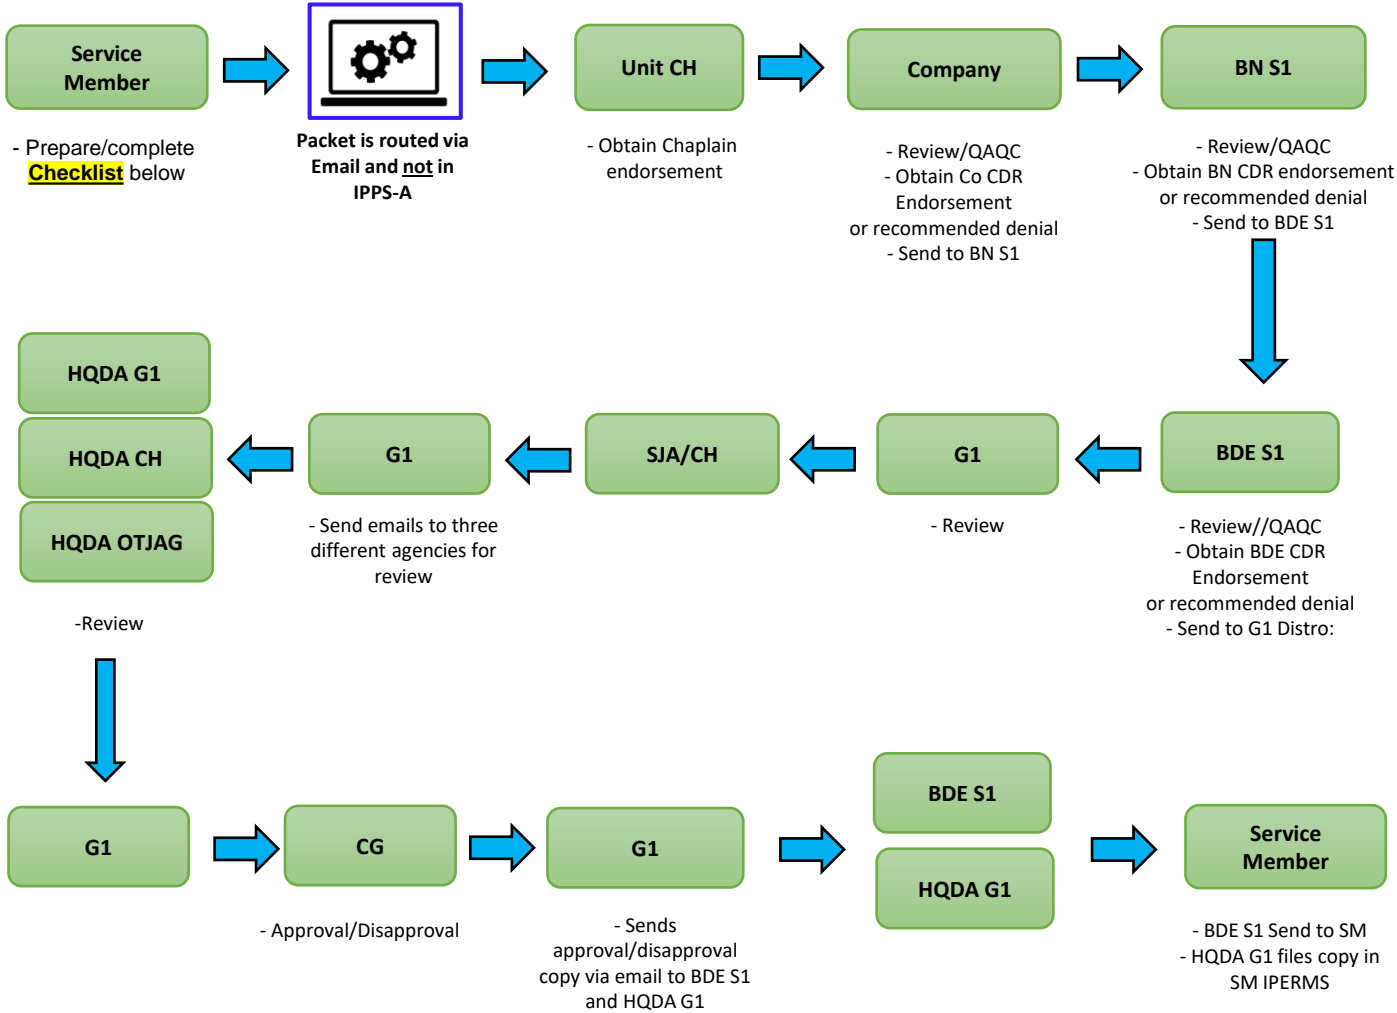 Service
Member
- Prepare/complete
Checklist below
Packet is routed via
Email and not in
IPPS-A
Unit CH
- Obtain Chaplain
endorsement
Company
- Review/QAQC
- Obtain Co CDR
Endorsement
or recommended denial
- Send to BN S1
BN S1
- Review/QAQC
- Obtain BN CDR endorsement
or recommended denial
- Send to BDE S1
BDE S1
- Review//QAQC
- Obtain BDE CDR
Endorsement
or recommended denial
- Send to G1 Distro:
G1
- Review
SJA/CH
G1
- Send emails to three
different agencies for
review
HQDA G1
HQDA CH
HQDA OTJAG
-Review
G1
CG
- Approval/Disapproval
G1
- Sends
approval/disapproval
copy via email to BDE S1
and HQDA G1
BDE S1
HQDA G1
Service
Member
- BDE S1 Send to SM
- HQDA G1 files copy in
SM IPERMS